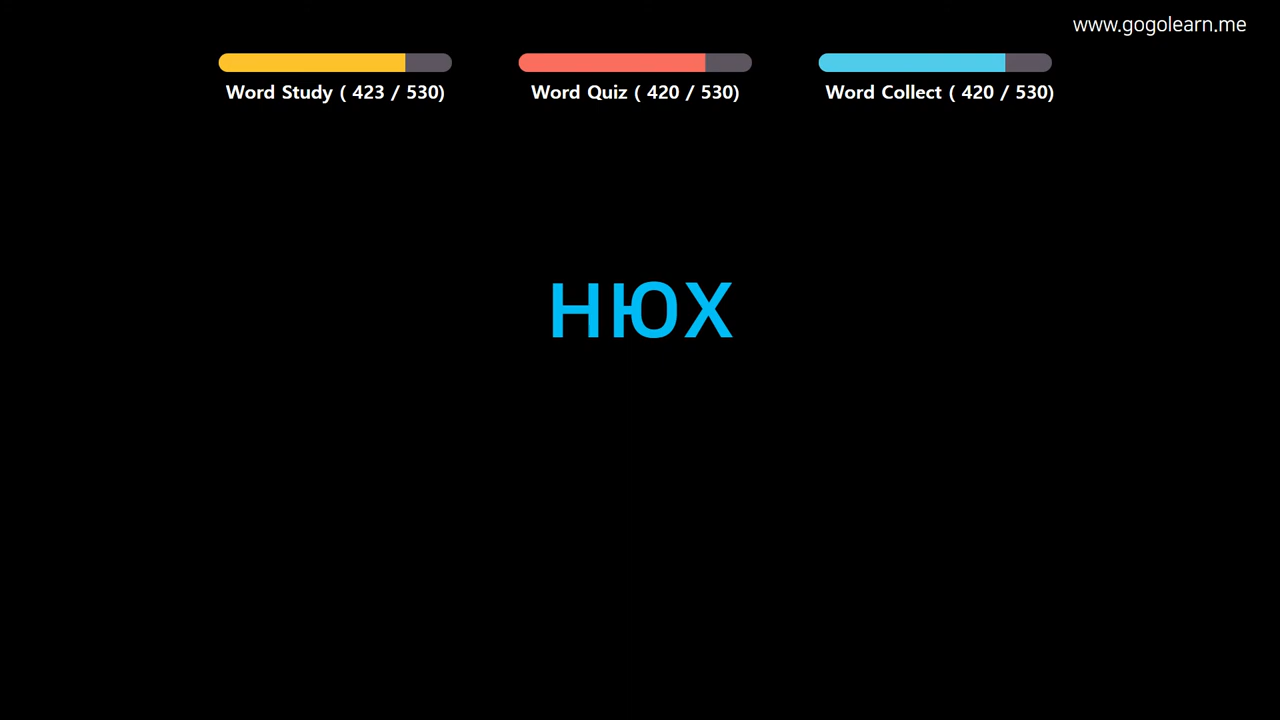 www.gogolearn.me
Word Study ( 423 / 530)
Word Quiz ( 420 / 530)
Word Collect ( 420 / 530)
нюх